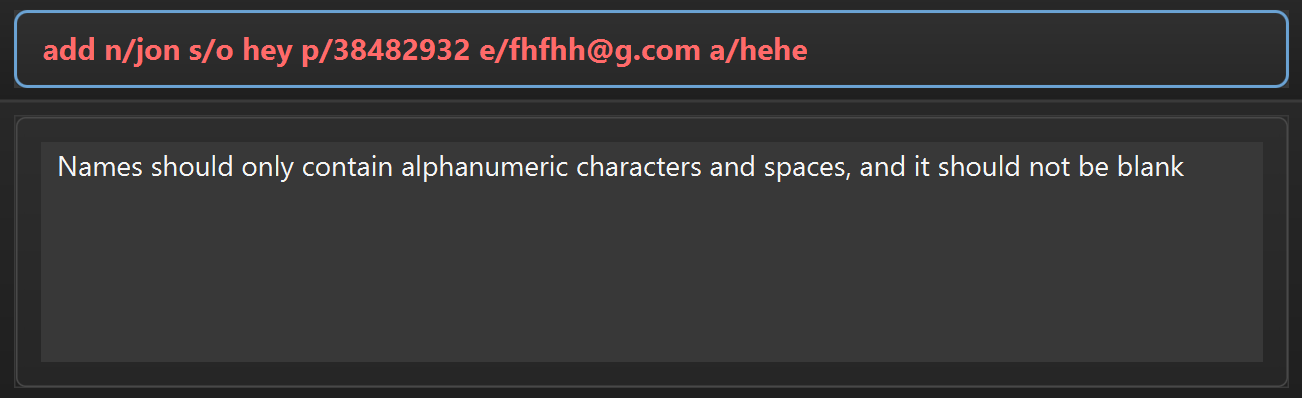 add n/jon s/o hey p/38482932 e/fhfhh@g.com a/hehe
Names should only contain alphanumeric characters and spaces, and it should not be blank